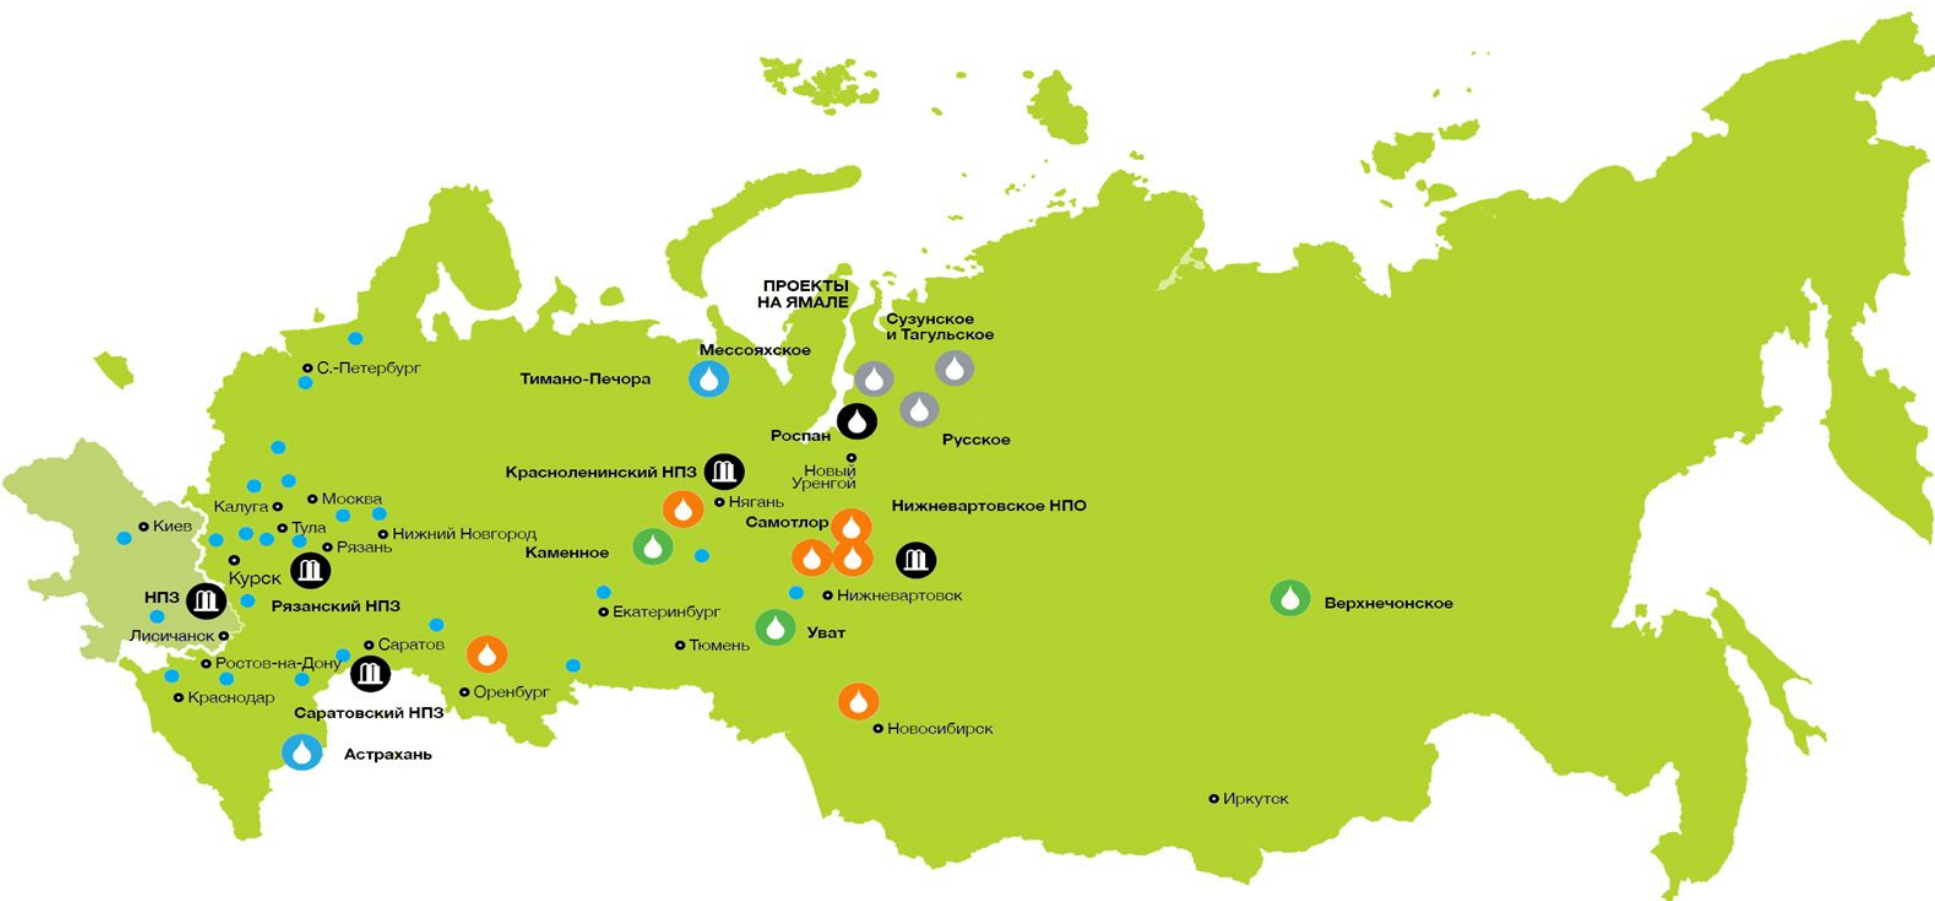 ПРОЕКТЫ
НА ЯМАЛЕ
Сузунское
и Тагульское
Мессояхское
С.-Петербург
Тимано-Печора
Роспан
Русское
Новый
Уренгой
Красноленинский НПЗ
Нягань
Москва
Калуга
Нижневартовское НПО
Самотлор
Киев
Тула
Нижний Новгород
Рязань
Каменное
Курск
НПЗ
Рязанский НПЗ
Нижневартовск
Верхнечонское
Екатеринбург
Уват
Лисичанск
Саратов
Тюмень
Ростов-на-Дону
Оренбург
Краснодар
Саратовский НПЗ
Новосибирск
Астрахань
Иркутск